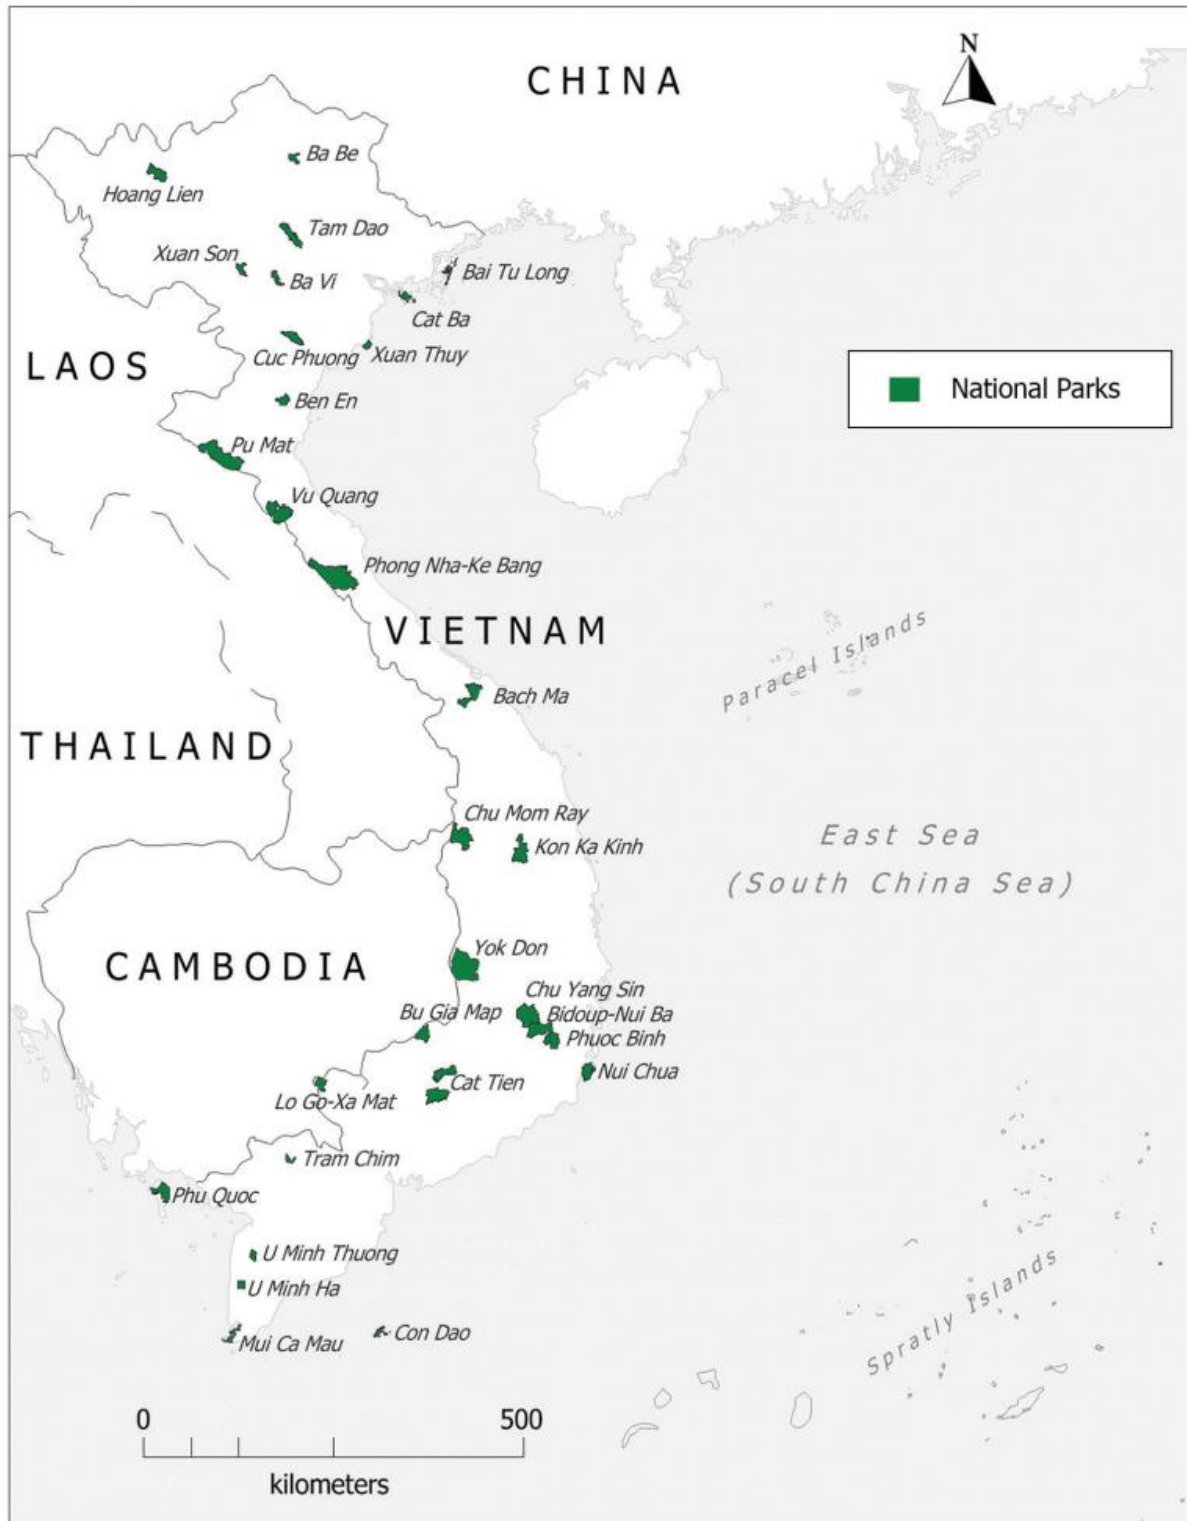 N
CHINA
Ba Be
Hoang Lien
Tam Dao
Xuan Son
Ba Vi
Bai Tu Long
Cat Ba
Cuc Phuong
Xuan Thuy
LAOS
National Parks
Ben En
Pu Mat
Vu Quang
Phong Nha-Ke Bang
VIETNAM
Paracel Islands
Bach Ma
THAILAND
Chu Mom Ray
Kon Ka Kinh
East Sea
(South China Sea)
Yok Don
CAMBODIA
Chu Yang Sin
Bu Gia Map
Bidoup-Nui Ba
Phuoc Binh
Nui Chua
Cat Tien
Lo Go-Xa Mat
Tram Chim
Phu Quoc
U Minh Thuong
U Minh Ha
Spratly Islands
Con Dao
Mui Ca Mau
0 500
kilometers